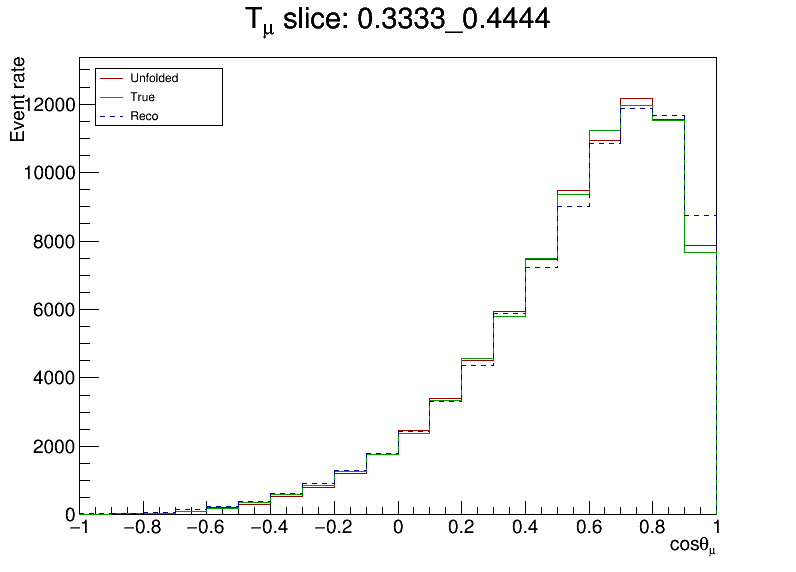 Tμ slice: 0.3333_0.4444
Event rate
Unfolded
True
Reco
12000
10000
8000
6000
4000
2000
0
−1 −0.8 −0.6 −0.4 −0.2 0 0.2 0.4 0.6 0.8 1
cosθμ